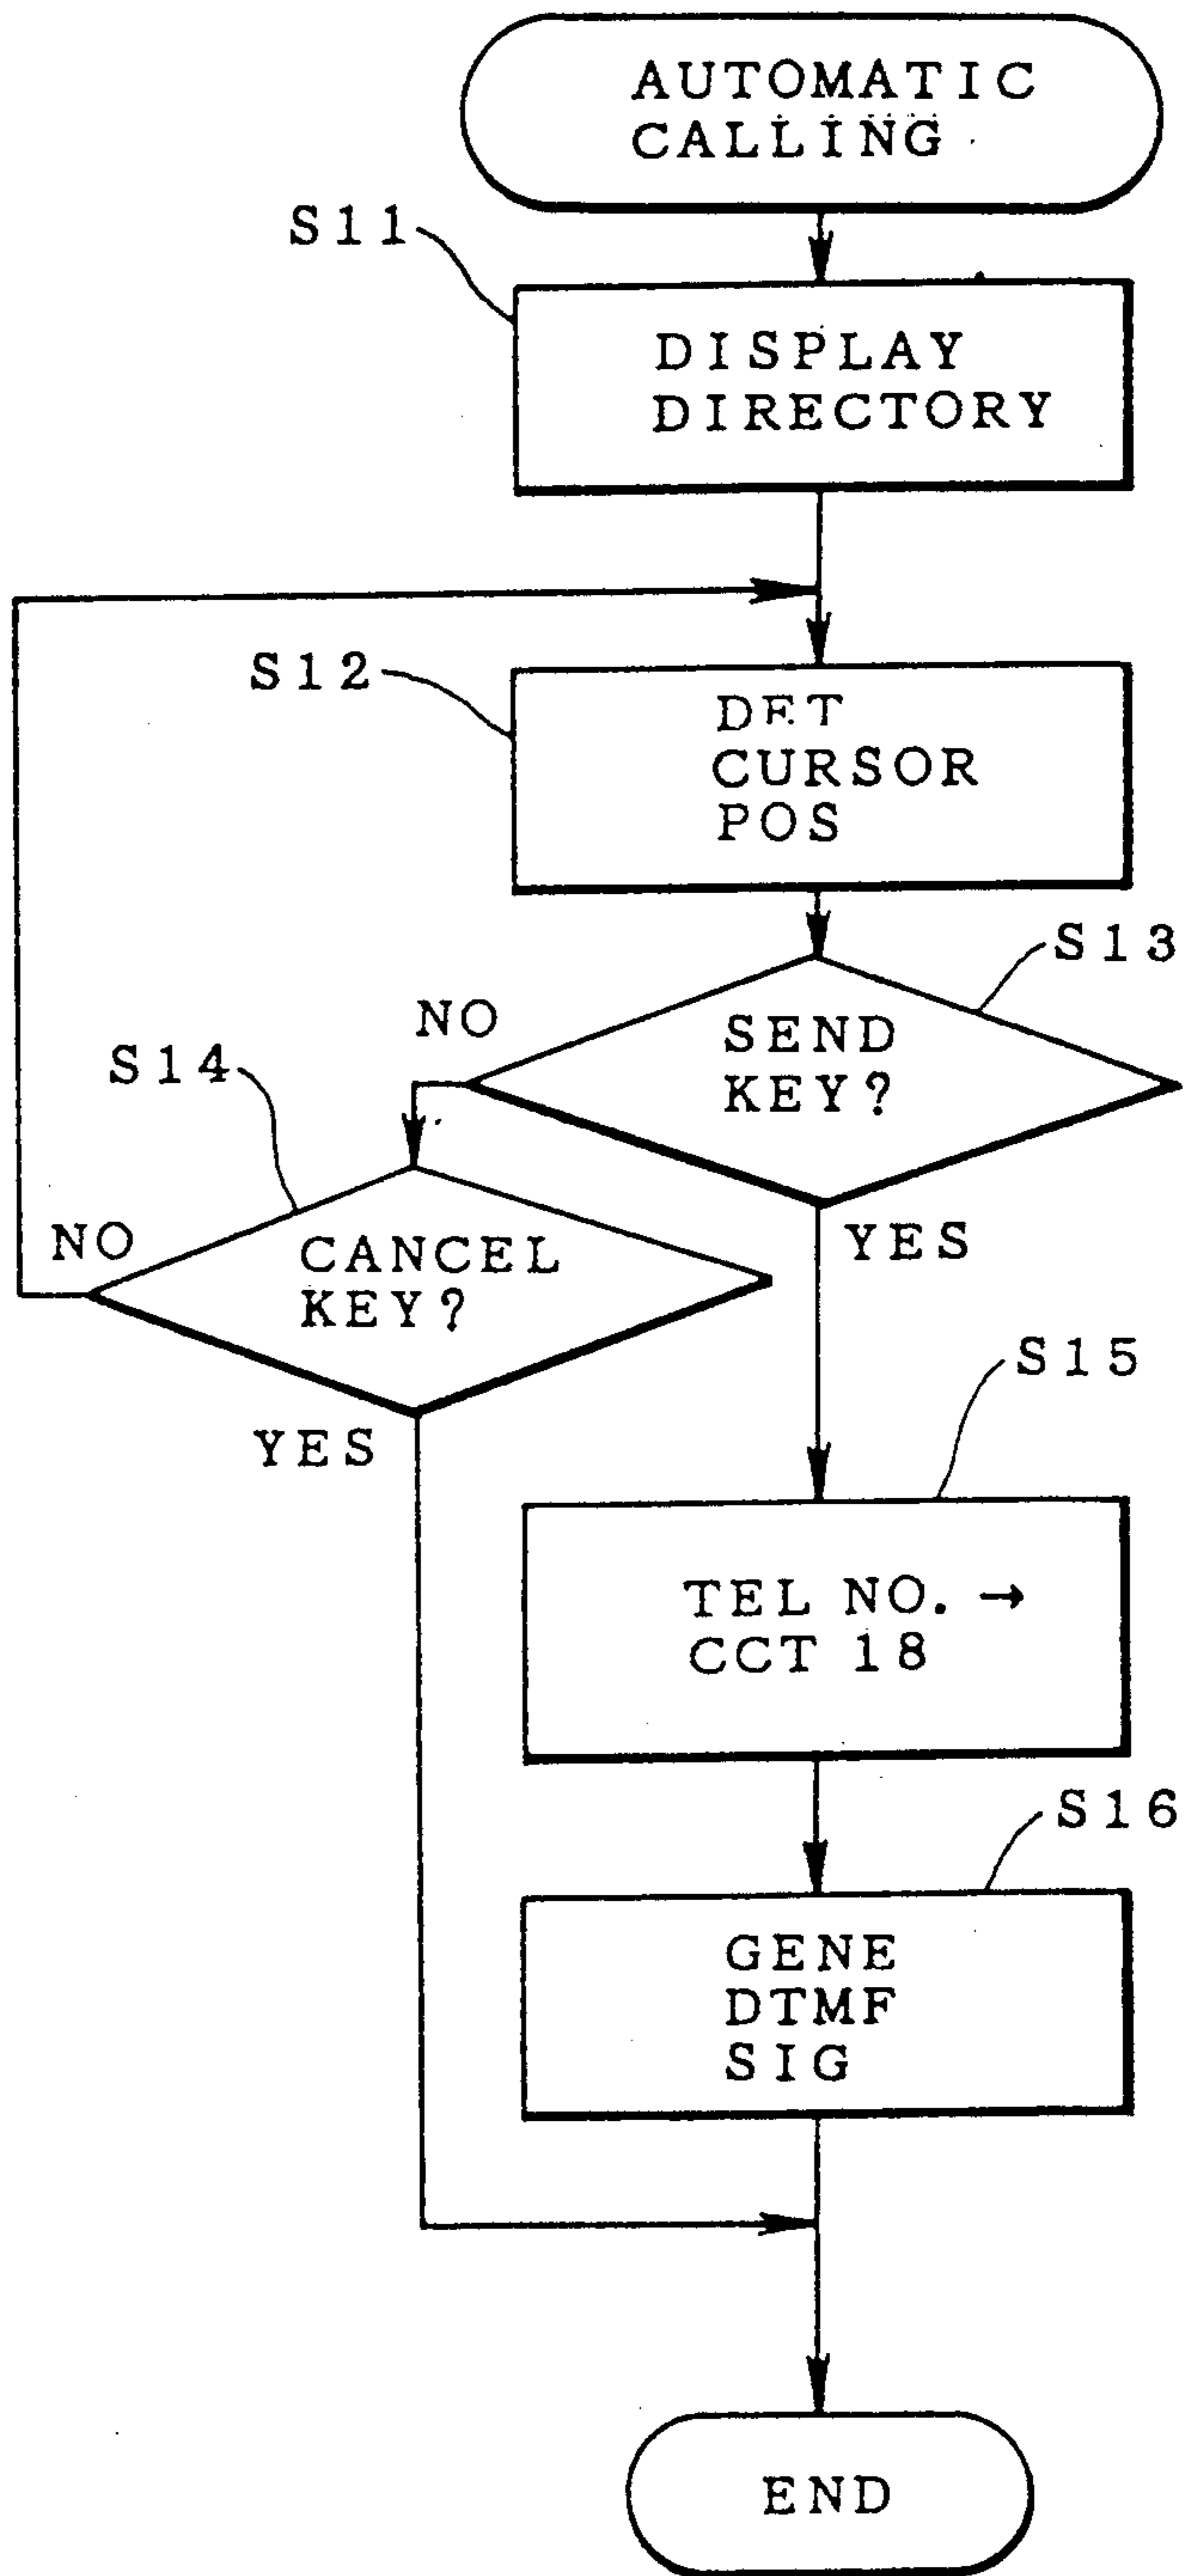 AUTOMATIC
CALLING
S11
DISPLAY
DIRECTORY
S12
DET
CURSOR
POS
S13
NO
SEND
KEY?
S14
YES
NO
CANCEL
KEY?
YES
S15
TEL NO. →
CCT 18
S16
GENE
DTMF
SIG
END